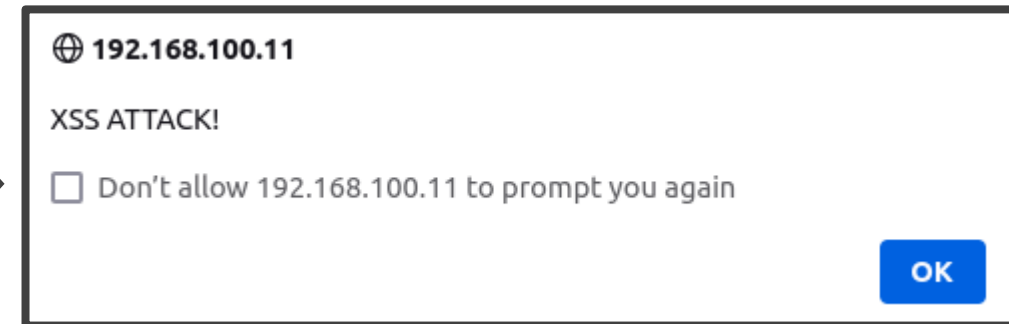 192.168.100.11
XSS ATTACK!
Don't allow 192.168.100.11 to prompt you again
OK